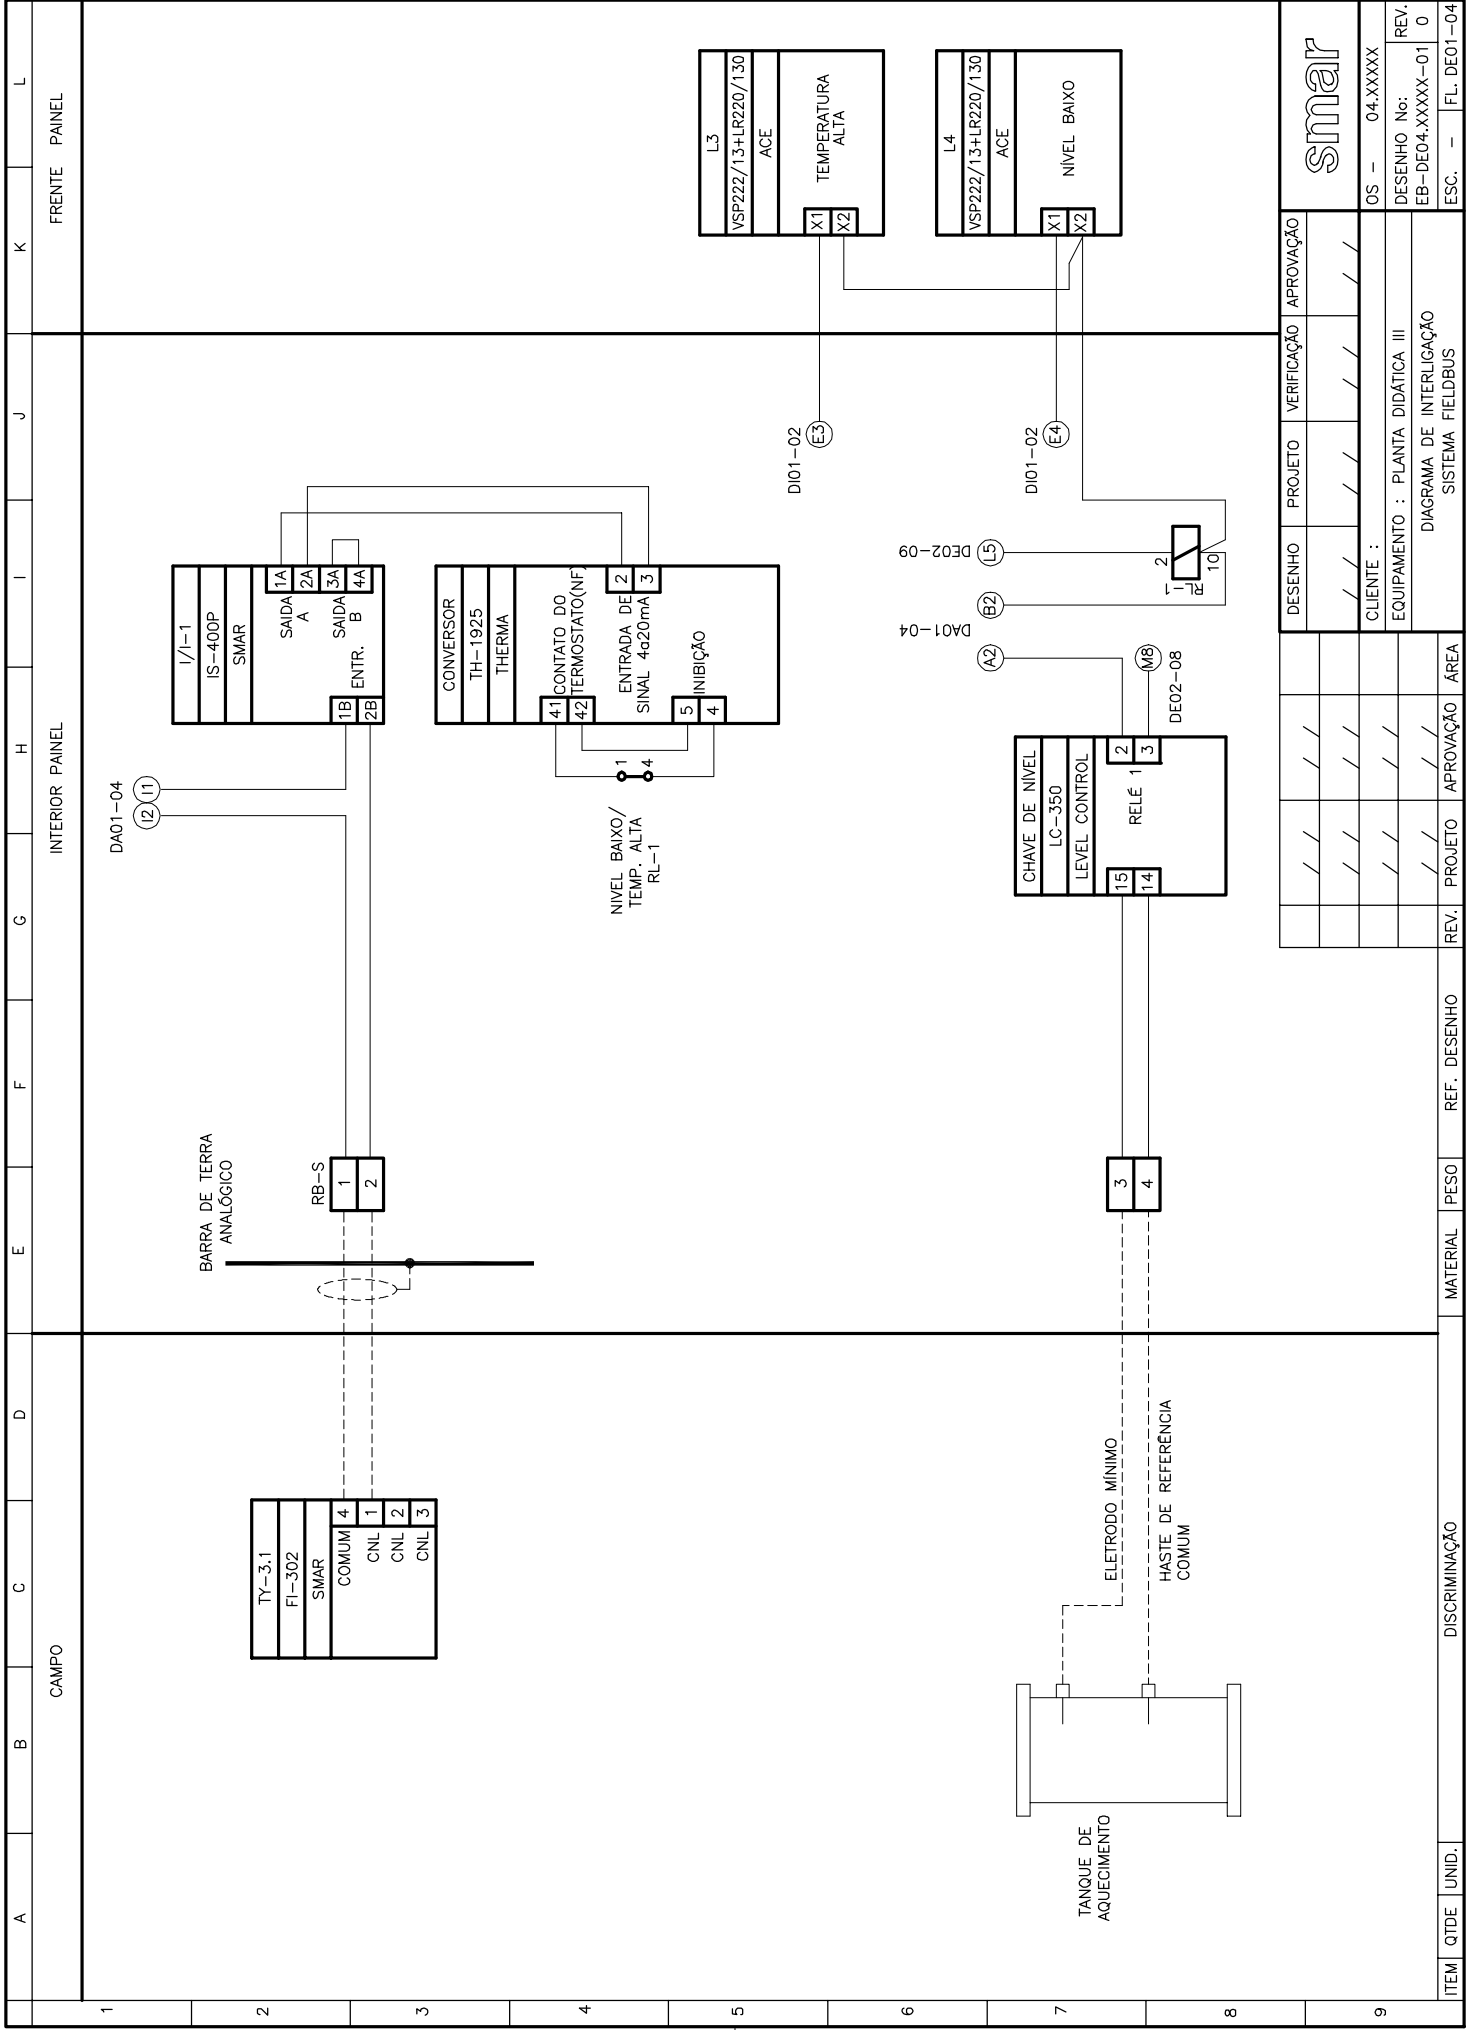 A B C D E F G H I J K L
CAMPO
INTERIOR PAINEL
FRENTE PAINEL
1
2
3
4
5
6
7
8
9
TY-3.1
FI-302
SMAR
COMUM 4
CNL 1
CNL 2
CNL 3
BARRA DE TERRA
ANALÓGICO
RB-S
1
2
DA01-04
I2 I1
I/I-1
IS-400P
SMAR
SAIDA
A
1A
2A
SAIDA
B
3A
4A
ENTR.
1B
2B
CONVERSOR
TH-1925
THERMA
41
42
CONTATO DO
TERMOSTATO(NF)
ENTRADA DE
SINAL 4a20mA
2
3
5
4
INIBIÇÃO
1 4
NIVEL BAIXO/
TEMP. ALTA
RL-1
L3
VSP222/13+LR220/130
ACE
TEMPERATURA
ALTA
X1
X2
DI01-02
E3
L4
VSP222/13+LR220/130
ACE
NÍVEL BAIXO
X1
X2
DI01-02
E4
DE02-09
L5
DA01-04
A2 B2
2
10
RL-1
M8
DE02-08
CHAVE DE NÍVEL
LC-350
LEVEL CONTROL
15
14
RELÉ 1
2
3
3
4
ELETRODO MÍNIMO
HASTE DE REFERÊNCIA
COMUM
TANQUE DE
AQUECIMENTO
ITEM QTDE UNID. DISCRIMINAÇÃO MATERIAL PESO REF. DESENHO REV. PROJETO APROVAÇÃO ÁREA
DESENHO PROJETO VERIFICAÇÃO APROVAÇÃO
CLIENTE :
EQUIPAMENTO : PLANTA DIDÁTICA III
DIAGRAMA DE INTERLIGAÇÃO
SISTEMA FIELDBUS
smar
OS - 04.XXXXX
DESENHO No:
EB-DE04.XXXXX-01
REV.
0
ESC. -
FL. DE01-04